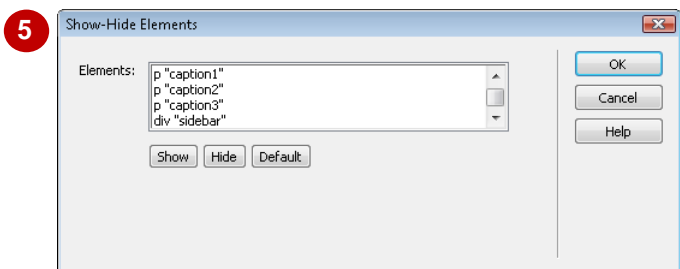 5
Show-Hide Elements
Elements:
p "caption1"
p "caption2"
p "caption3"
div "sidebar"
Show Hide Default
OK
Cancel
Help